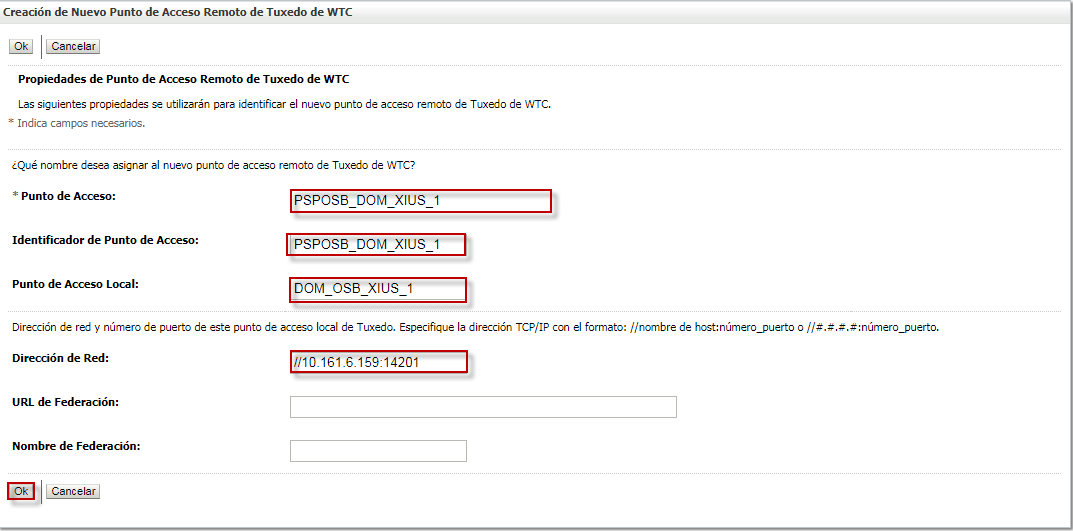 Creación de Nuevo Punto de Acceso Remoto de Tuxedo de WTC
Ok Cancelar
Propiedades de Punto de Acceso Remoto de Tuxedo de WTC
Las siguientes propiedades se utilizarán para identificar el nuevo punto de acceso remoto de Tuxedo de WTC.
* Indica campos necesarios.
¿Qué nombre desea asignar al nuevo punto de acceso remoto de Tuxedo de WTC?
* Punto de Acceso: PSPOSB_DOM_XIUS_1
Identificador de Punto de Acceso: PSPOSB_DOM_XIUS_1
Punto de Acceso Local: DOM_OSB_XIUS_1
Dirección de red y número de puerto de este punto de acceso local de Tuxedo. Especifique la dirección TCP/IP con el formato: //nombre de host:número_puerto o //#.#.#.#:número_puerto.
Dirección de Red: //10.161.6.159:14201
URL de Federación:
Nombre de Federación:
Ok Cancelar